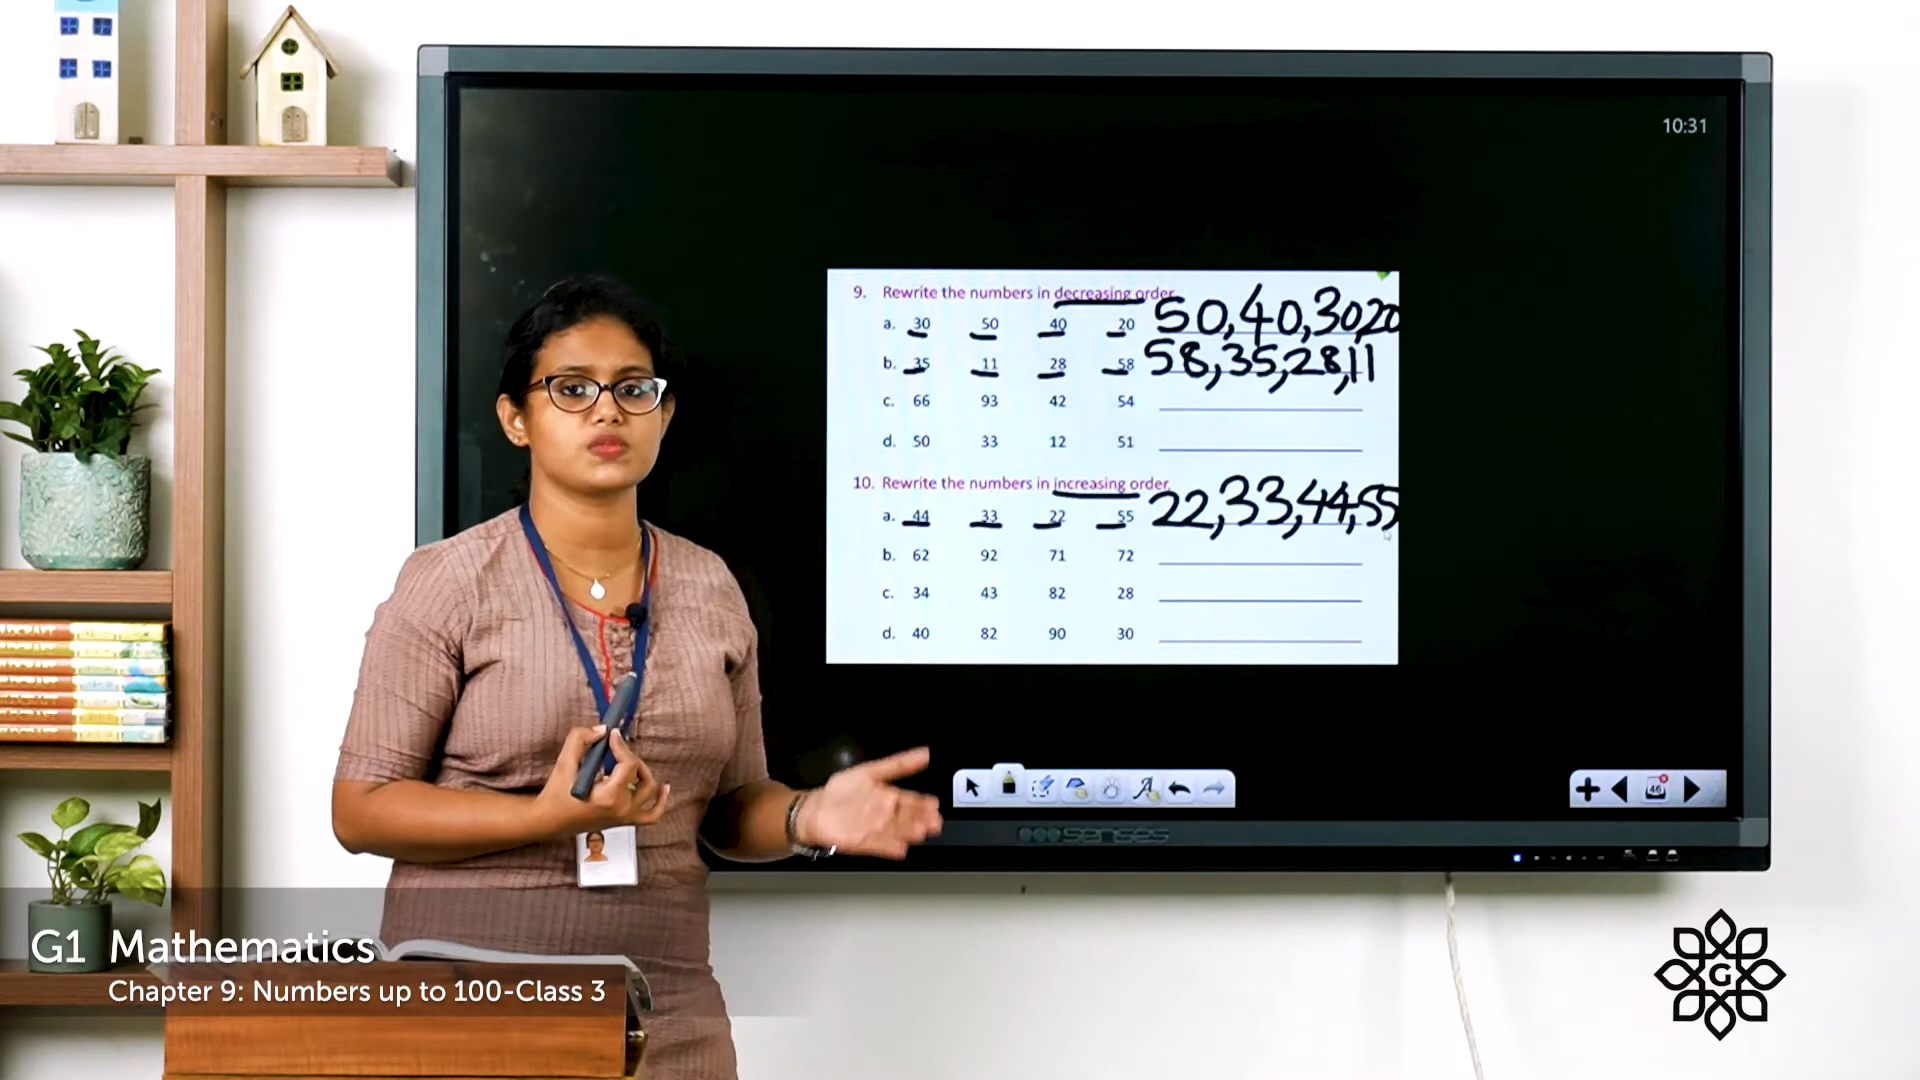 10:31
9. Rewrite the numbers in decreasing order.
a. 30 50 40 20 50,40,30,20
b. 35 11 28 58 58,35,28,11
c. 66 93 42 54
d. 50 33 12 51
10. Rewrite the numbers in increasing order.
a. 44 33 22 55 22,33,44,55
b. 62 92 71 72
c. 34 43 82 28
d. 40 82 90 30
46
senses
G1 Mathematics
Chapter 9: Numbers up to 100-Class 3
G